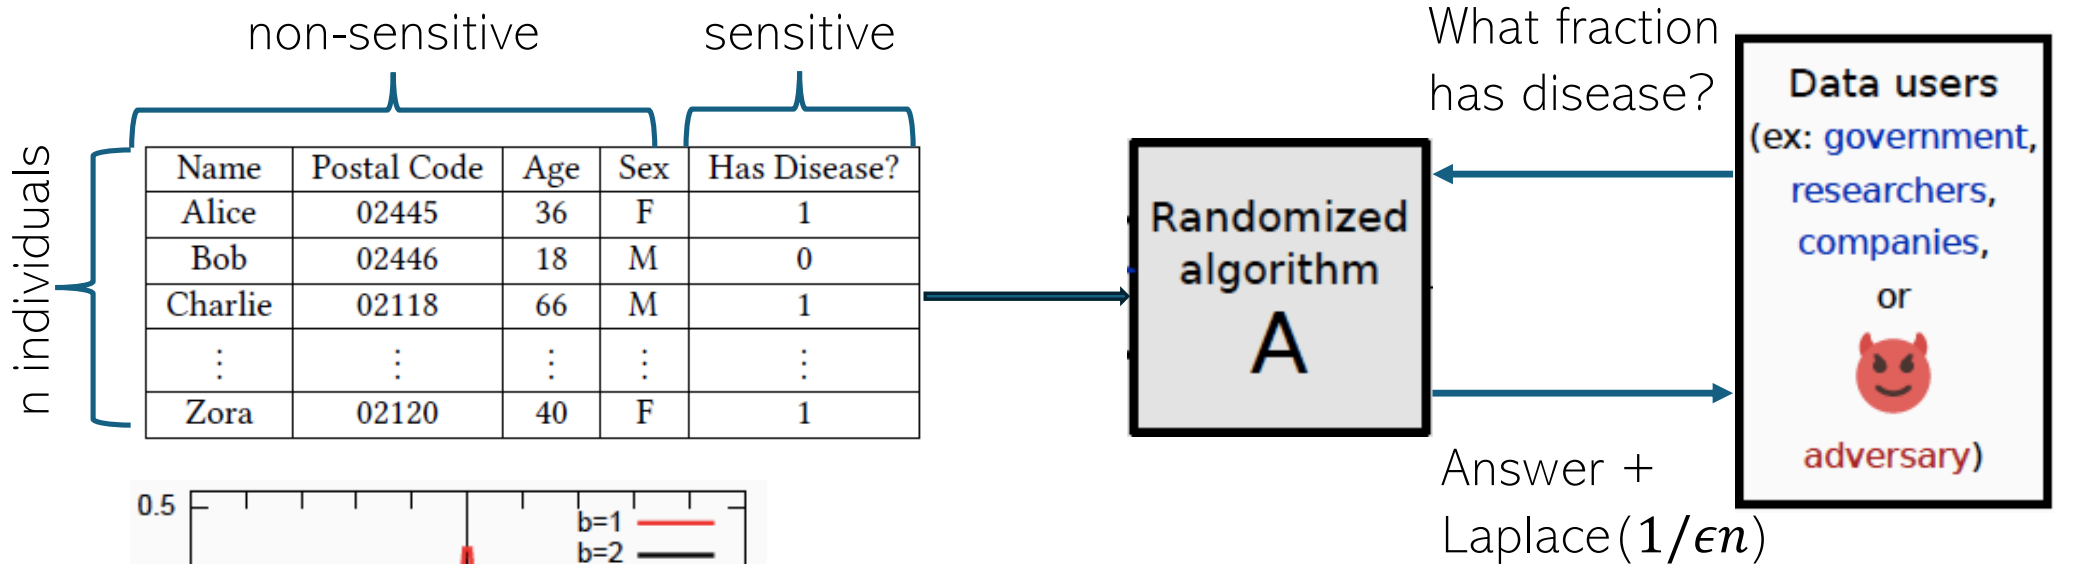 non-sensitive
sensitive
n individuals
Name Postal Code Age Sex Has Disease?
Alice 02445 36 F 1
Bob 02446 18 M 0
Charlie 02118 66 M 1
⋮ ⋮ ⋮ ⋮ ⋮
Zora 02120 40 F 1
Randomized
algorithm
A
What fraction
has disease?
Answer +
Laplace(1/ϵn)
Data users
(ex: government,
researchers,
companies,
or
adversary)
0.5
b=1
b=2